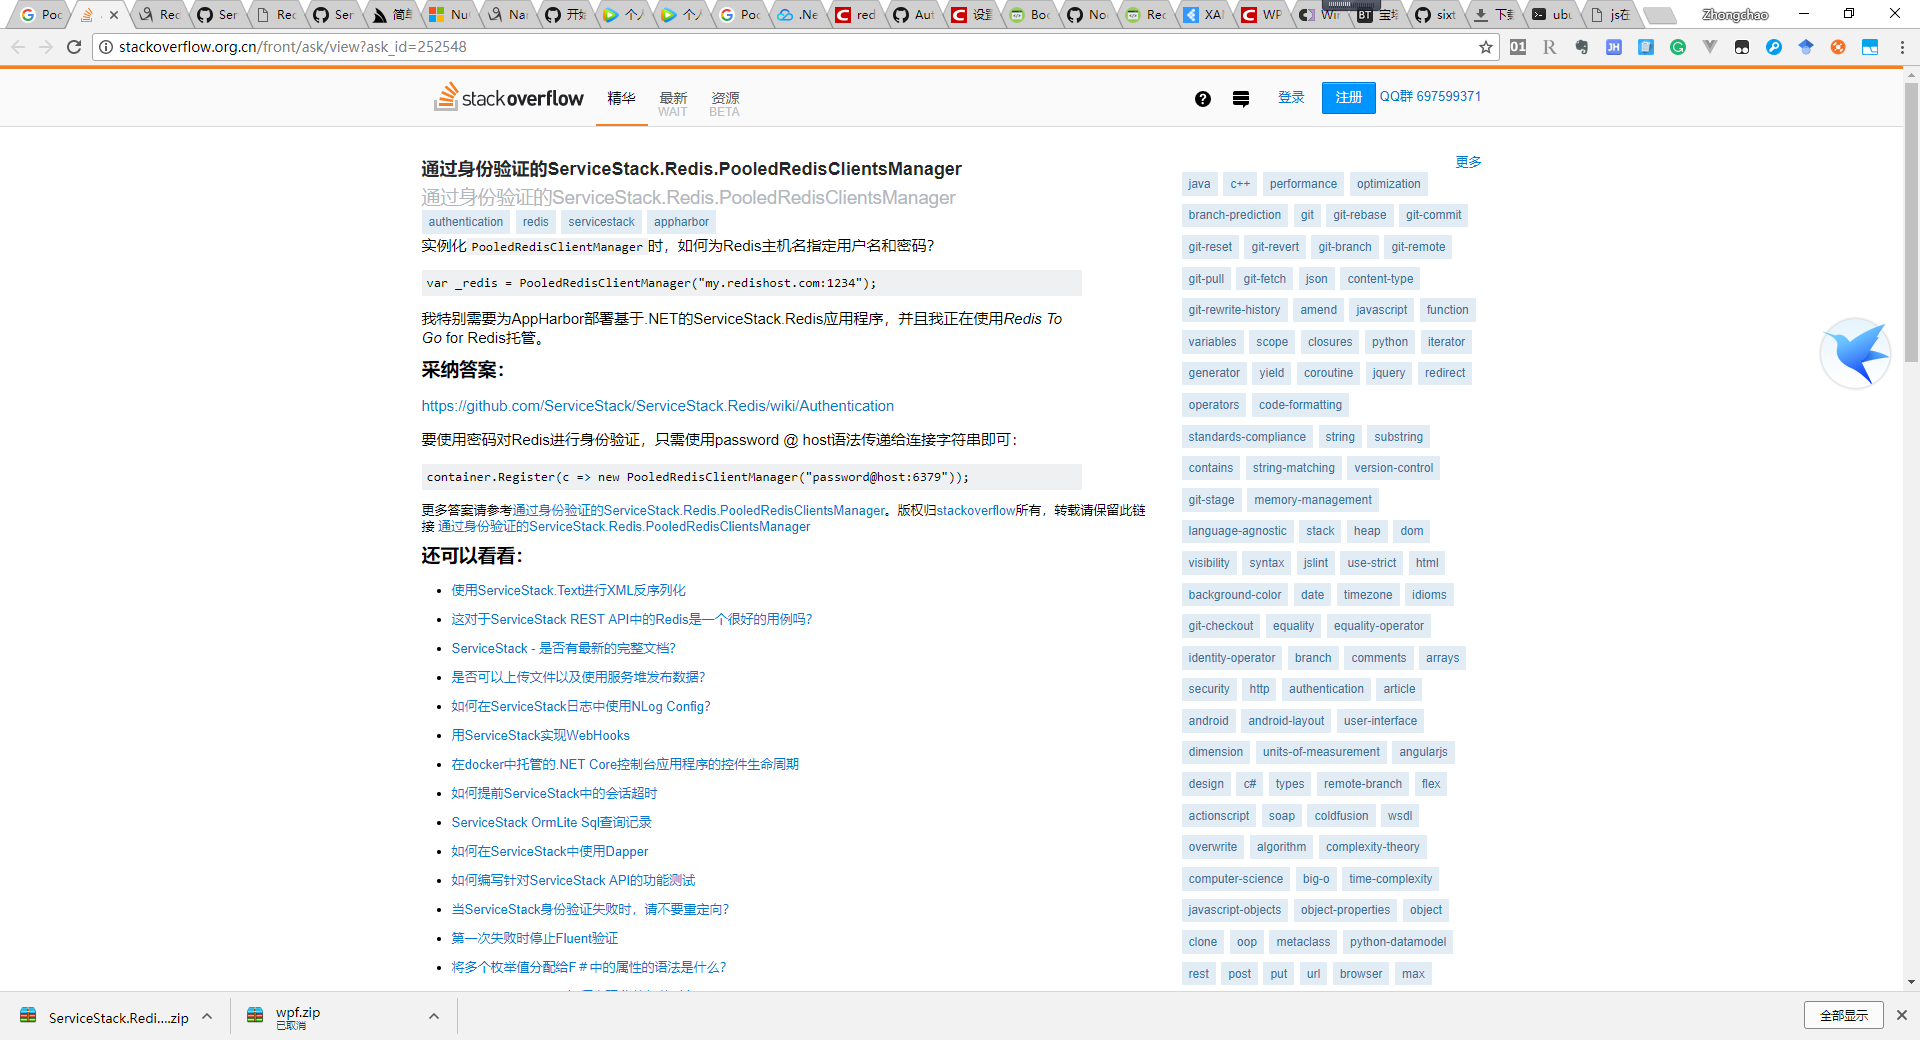 Poc
Rec
Ser
Rec
Ser
简单
Nu
Nar
开始
个人
个人
Poc
.Ne
red
Aut
设置
Boo
Noc
Rec
XAI
WP
Win
宝塔
sixt
下载
ubu
js在
Zhongchao
stackoverflow.org.cn/front/ask/view?ask_id=252548
stackoverflow
精华
最新
WAIT
资源
BETA
登录
注册
QQ群 697599371
通过身份验证的ServiceStack.Redis.PooledRedisClientsManager
通过身份验证的ServiceStack.Redis.PooledRedisClientsManager
authentication redis servicestack appharbor
实例化 PooledRedisClientManager 时，如何为Redis主机名指定用户名和密码？
var _redis = PooledRedisClientManager("my.redishost.com:1234");
我特别需要为AppHarbor部署基于.NET的ServiceStack.Redis应用程序，并且我正在使用Redis To
Go for Redis托管。
采纳答案：
https://github.com/ServiceStack/ServiceStack.Redis/wiki/Authentication
要使用密码对Redis进行身份验证，只需使用password @ host语法传递给连接字符串即可：
container.Register(c => new PooledRedisClientManager("password@host:6379"));
更多答案请参考通过身份验证的ServiceStack.Redis.PooledRedisClientsManager。版权归stackoverflow所有，转载请保留此链
接 通过身份验证的ServiceStack.Redis.PooledRedisClientsManager
还可以看看：
使用ServiceStack.Text进行XML反序列化
这对于ServiceStack REST API中的Redis是一个很好的用例吗？
ServiceStack - 是否有最新的完整文档？
是否可以上传文件以及使用服务堆发布数据？
如何在ServiceStack日志中使用NLog Config？
用ServiceStack实现WebHooks
在docker中托管的.NET Core控制台应用程序的控件生命周期
如何提前ServiceStack中的会话超时
ServiceStack OrmLite Sql查询记录
如何在ServiceStack中使用Dapper
如何编写针对ServiceStack API的功能测试
当ServiceStack身份验证失败时，请不要重定向？
第一次失败时停止Fluent验证
将多个枚举值分配给F＃中的属性的语法是什么？
更多
java c++ performance optimization
branch-prediction git git-rebase git-commit
git-reset git-revert git-branch git-remote
git-pull git-fetch json content-type
git-rewrite-history amend javascript function
variables scope closures python iterator
generator yield coroutine jquery redirect
operators code-formatting
standards-compliance string substring
contains string-matching version-control
git-stage memory-management
language-agnostic stack heap dom
visibility syntax jslint use-strict html
background-color date timezone idioms
git-checkout equality equality-operator
identity-operator branch comments arrays
security http authentication article
android android-layout user-interface
dimension units-of-measurement angularjs
design c# types remote-branch flex
actionscript soap coldfusion wsdl
overwrite algorithm complexity-theory
computer-science big-o time-complexity
javascript-objects object-properties object
clone oop metaclass python-datamodel
rest post put url browser max
ServiceStack.Redi....zip
wpf.zip
已取消
全部显示